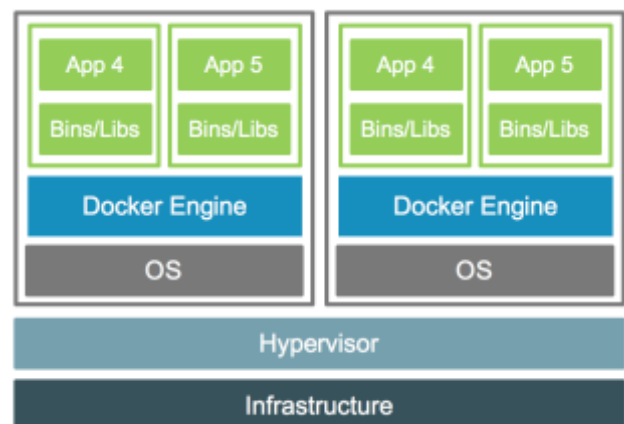 App 4 App 5 App 4 App 5
Bins/Libs Bins/Libs Bins/Libs Bins/Libs
Docker Engine Docker Engine
OS OS
Hypervisor
Infrastructure